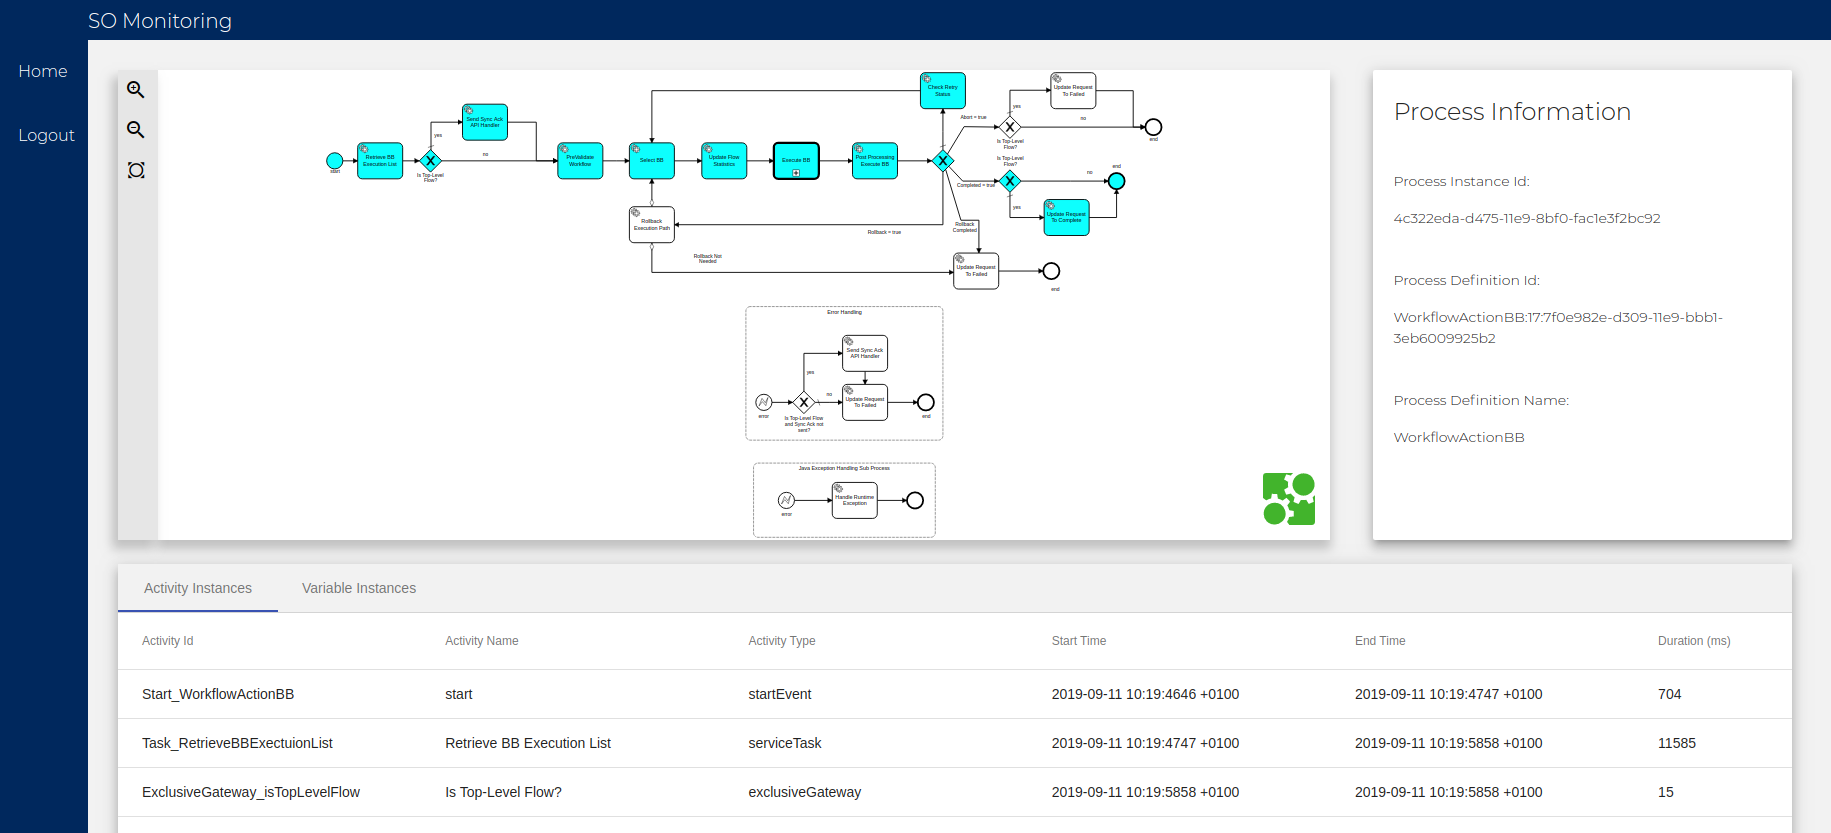 SO Monitoring
Home
Logout
Check Retry
Status
Update Request
To Failed
yes
Send Sync Ack
API Handler
Abort = true
no
yes
Is Top-Level
Flow?
end
no
Retrieve BB
Execution List
start
Is Top-Level
Flow?
PreValidate
Workflow
Select BB
Update Flow
Statistics
Execute BB
Post Processing
Execute BB
Is Top-Level
Flow?
end
no
Completed = true
yes
Update Request
To Complete
Rollback
Execution Path
Rollback = true
Rollback
Completed
Rollback Not
Needed
Update Request
To Failed
end
Error Handling
Send Sync Ack
API Handler
yes
no
Update Request
To Failed
error
Is Top-Level Flow
and Sync Ack not
sent?
end
Java Exception Handling Sub Process
Handle Runtime
Exception
error
Process Information
Process Instance Id:
4c322eda-d475-11e9-8bf0-fac1e3f2bc92
Process Definition Id:
WorkflowActionBB:17:7f0e982e-d309-11e9-bbb1-
3eb6009925b2
Process Definition Name:
WorkflowActionBB
Activity Instances Variable Instances
Activity Id Activity Name Activity Type Start Time End Time Duration (ms)
Start_WorkflowActionBB start startEvent 2019-09-11 10:19:4646 +0100 2019-09-11 10:19:4747 +0100 704
Task_RetrieveBBExectuionList Retrieve BB Execution List serviceTask 2019-09-11 10:19:4747 +0100 2019-09-11 10:19:5858 +0100 11585
ExclusiveGateway_isTopLevelFlow Is Top-Level Flow? exclusiveGateway 2019-09-11 10:19:5858 +0100 2019-09-11 10:19:5858 +0100 15